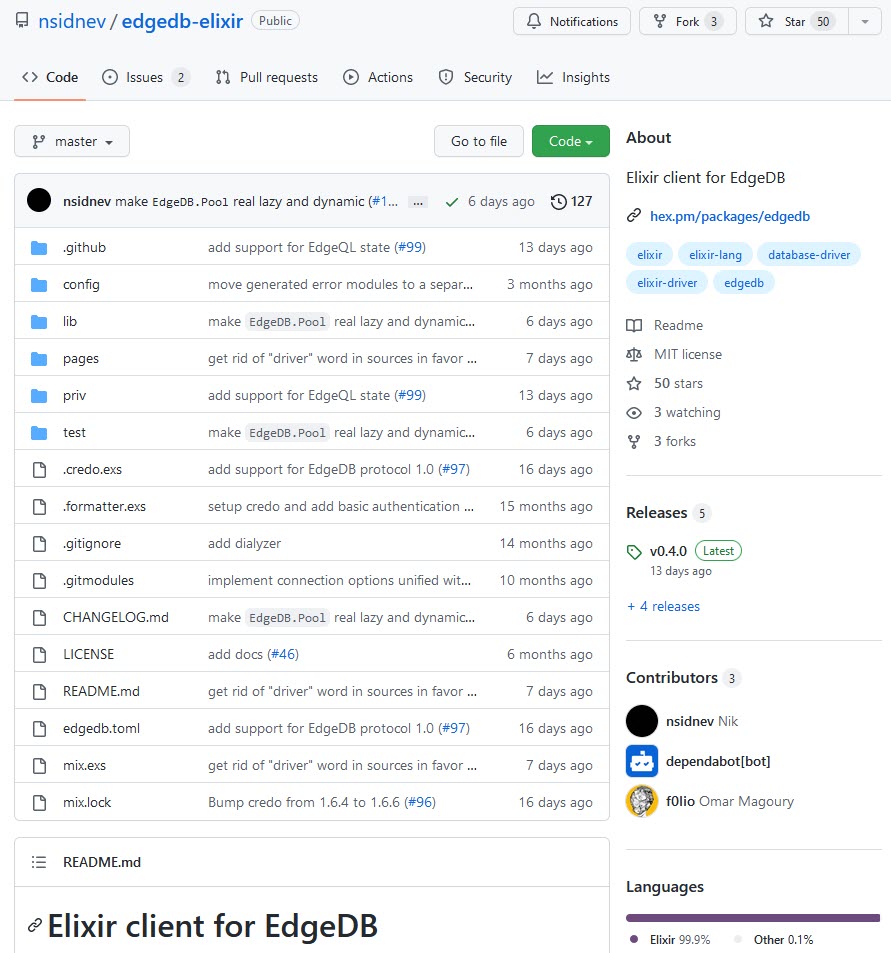 nsidnev / edgedb-elixir Public
Notifications Fork 3 Star 50
Code Issues 2 Pull requests Actions Security Insights
master Go to file Code
nsidnev make EdgeDB.Pool real lazy and dynamic (#1... ... 6 days ago 127
.github add support for EdgeQL state (#99) 13 days ago
config move generated error modules to a separ... 3 months ago
lib make EdgeDB.Pool real lazy and dynamic... 6 days ago
pages get rid of "driver" word in sources in favor ... 7 days ago
priv add support for EdgeQL state (#99) 13 days ago
test make EdgeDB.Pool real lazy and dynamic... 6 days ago
.credo.exs add support for EdgeDB protocol 1.0 (#97) 16 days ago
.formatter.exs setup credo and add basic authentication ... 15 months ago
.gitignore add dialyzer 14 months ago
.gitmodules implement connection options unified wit... 10 months ago
CHANGELOG.md make EdgeDB.Pool real lazy and dynamic... 6 days ago
LICENSE add docs (#46) 6 months ago
README.md get rid of "driver" word in sources in favor ... 7 days ago
edgedb.toml add support for EdgeDB protocol 1.0 (#97) 16 days ago
mix.exs get rid of "driver" word in sources in favor ... 7 days ago
mix.lock Bump credo from 1.6.4 to 1.6.6 (#96) 16 days ago
README.md
Elixir client for EdgeDB
About
Elixir client for EdgeDB
hex.pm/packages/edgedb
elixir elixir-lang database-driver
elixir-driver edgedb
Readme
MIT license
50 stars
3 watching
3 forks
Releases 5
v0.4.0 Latest
13 days ago
+ 4 releases
Contributors 3
nsidnev Nik
dependabot[bot]
f0lio Omar Magoury
Languages
Elixir 99.9% Other 0.1%